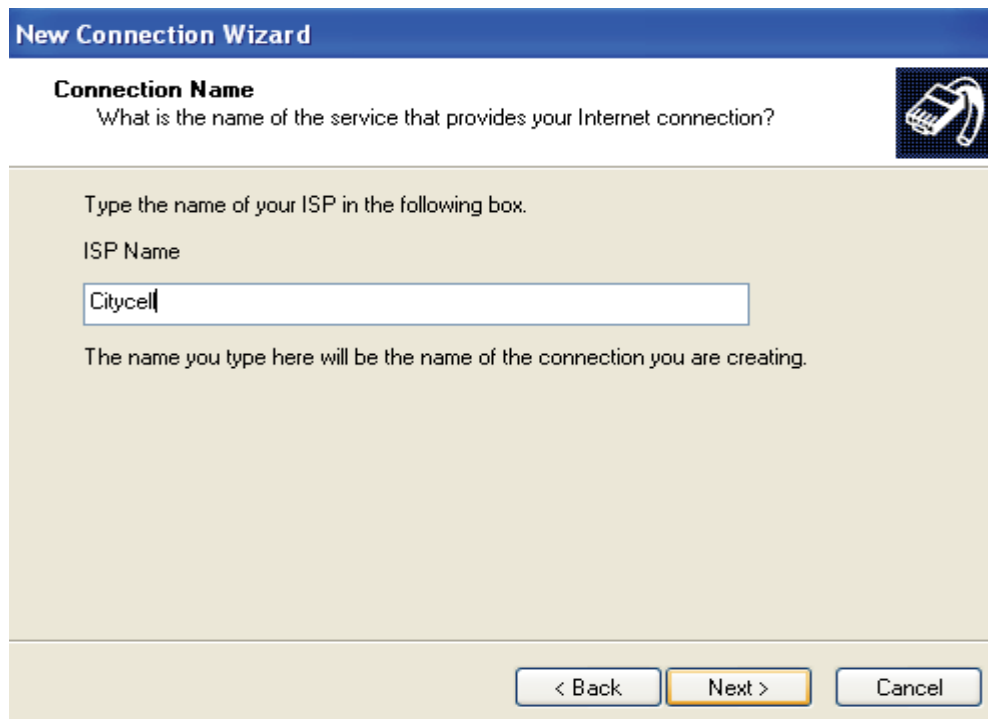 New Connection Wizard
Connection Name
What is the name of the service that provides your Internet connection?
Type the name of your ISP in the following box.
ISP Name
Citycell
The name you type here will be the name of the connection you are creating.
< Back Next > Cancel